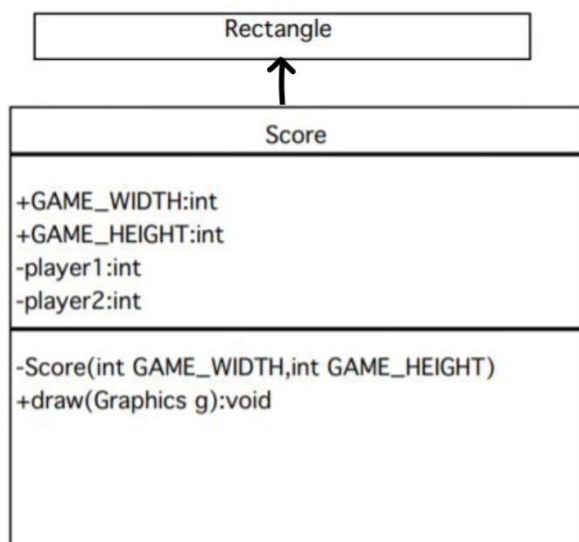 Rectangle
Score
+GAME_WIDTH:int
+GAME_HEIGHT:int
-player1:int
-player2:int
-Score(int GAME_WIDTH,int GAME_HEIGHT)
+draw(Graphics g):void